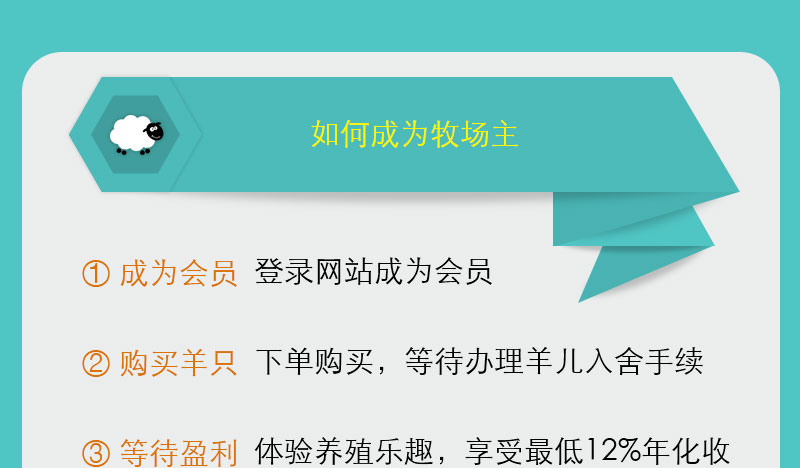 如何成为牧场主
① 成为会员 登录网站成为会员
② 购买羊只 下单购买，等待办理羊儿入舍手续
③ 等待盈利 体验养殖乐趣，享受最低12%年化收